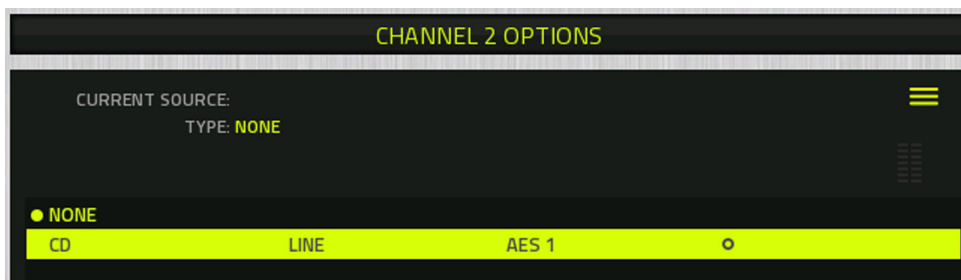 CHANNEL 2 OPTIONS
CURRENT SOURCE:
TYPE: NONE
NONE
CD LINE AES 1